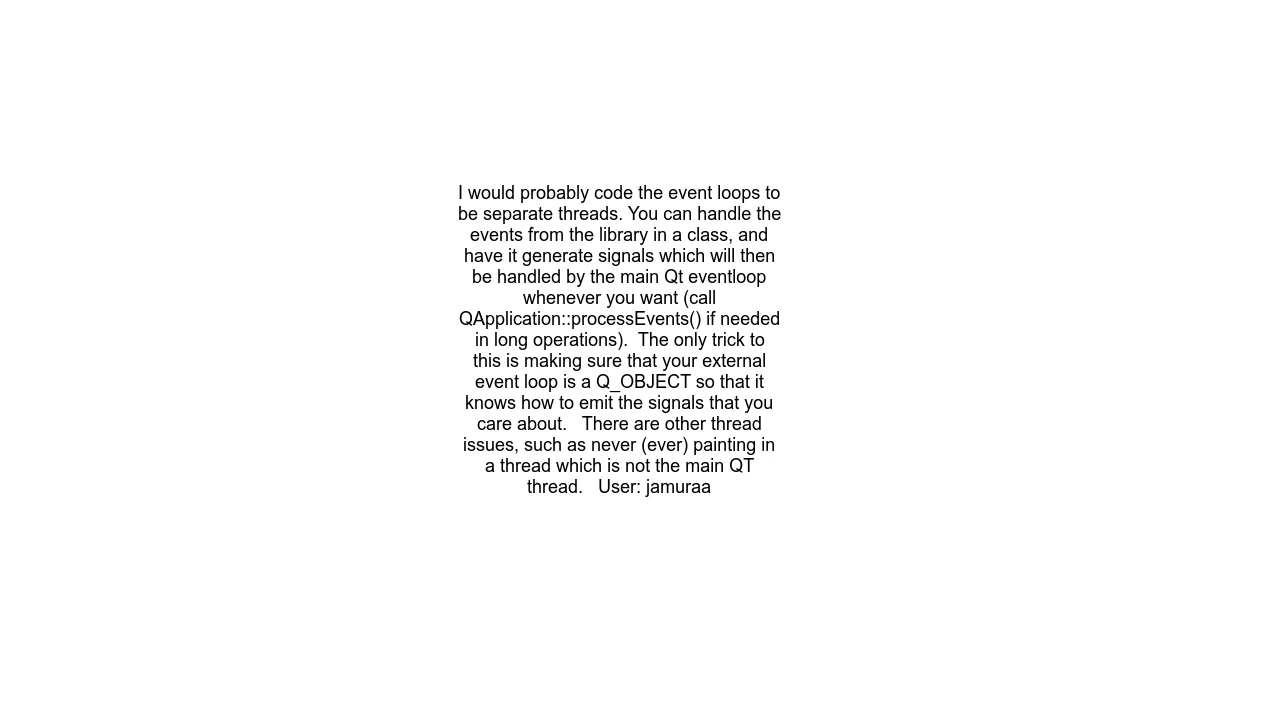 I would probably code the event loops to
be separate threads. You can handle the
events from the library in a class, and
have it generate signals which will then
be handled by the main Qt eventloop
whenever you want (call
QApplication::processEvents() if needed
in long operations).  The only trick to
this is making sure that your external
event loop is a Q_OBJECT so that it
knows how to emit the signals that you
care about.   There are other thread
issues, such as never (ever) painting in
a thread which is not the main QT
thread.   User: jamuraa